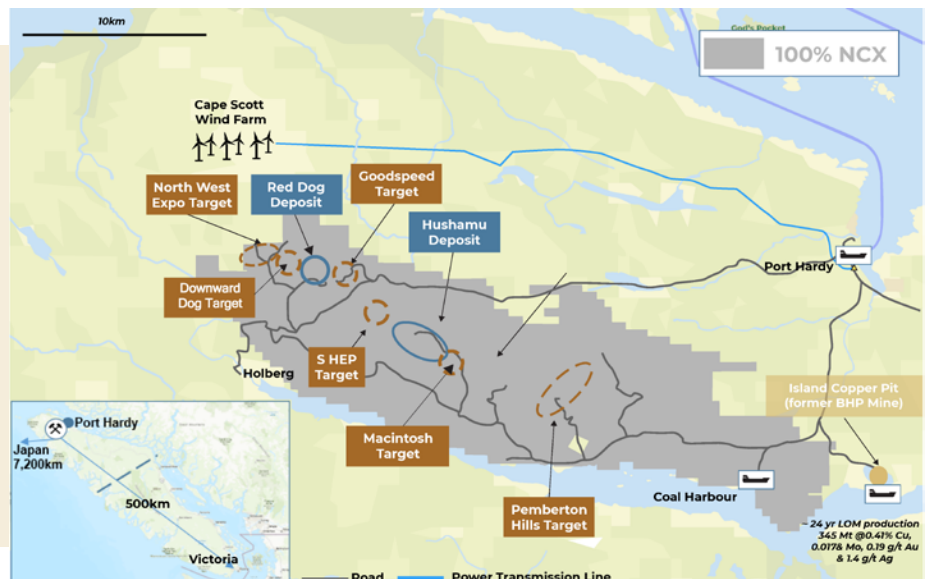 10km
God's Pocket
100% NCX
Cape Scott
Wind Farm
North West
Expo Target
Red Dog
Deposit
Goodspeed
Target
Hushamu
Deposit
Port Hardy
Downward
Dog Target
S HEP
Target
Holberg
Island Copper Pit
(former BHP Mine)
Macintosh
Target
Pemberton
Hills Target
Coal Harbour
~ 24 yr LOM production
345 Mt @0.41% Cu,
0.017& Mo, 0.19 g/t Au
& 1.4 g/t Ag
Port Hardy
Japan
7,200km
500km
Victoria
Road
Power Transmission Line